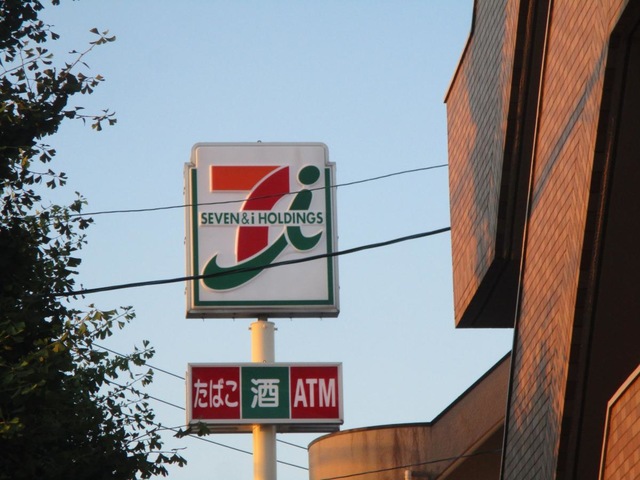 7i
SEVEN & i HOLDINGS
たばこ 酒 ATM